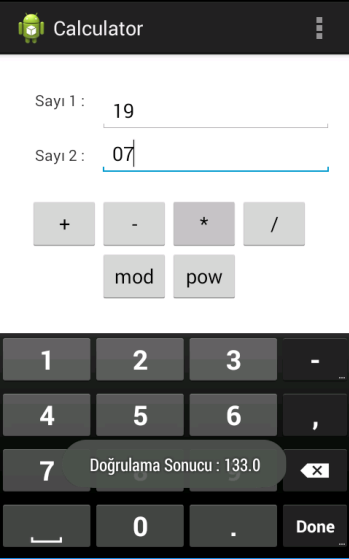 Calculator
Sayı 1 :
19
Sayı 2 :
07
+ - * /
mod pow
1 2 3 -
4 5 6 ,
7
Doğrulama Sonucu : 133.0
0 . Done